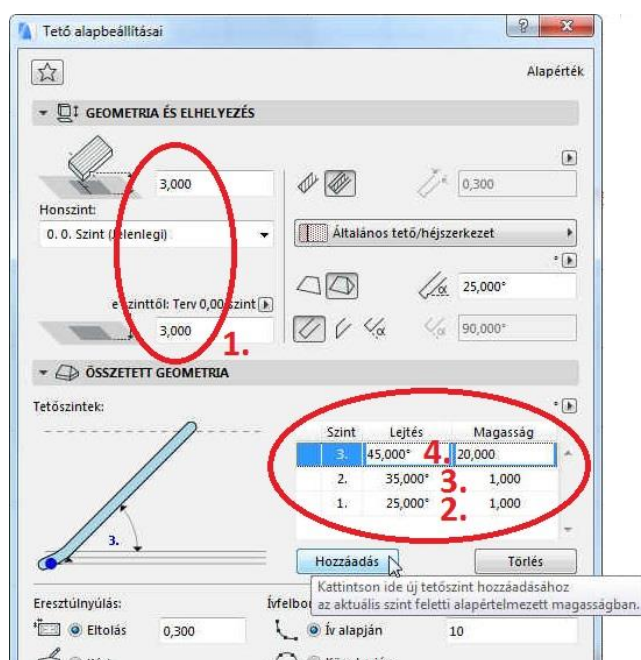 Tető alapbeállításai
Alapérték
GEOMETRIA ÉS ELHELYEZÉS
3,000
0,300
Honszint:
0. 0. Szint (Jelenlegi)
Általános tető/héjszerkezet
α 25,000°
szinttől: Terv 0,00 szint
3,000
α α 90,000°
1.
ÖSSZETETT GEOMETRIA
Tetőszintek:
Szint Lejtés Magasság
3. 45,000° 4. 20,000
2. 35,000° 3. 1,000
1. 25,000° 2. 1,000
3.
Hozzáadás Törlés
Kattintson ide új tetőszint hozzáadásához
az aktuális szint feletti alapértelmezett magasságban.
Eresztúlnyúlás:
Eltolás 0,300 Ív alapján 10